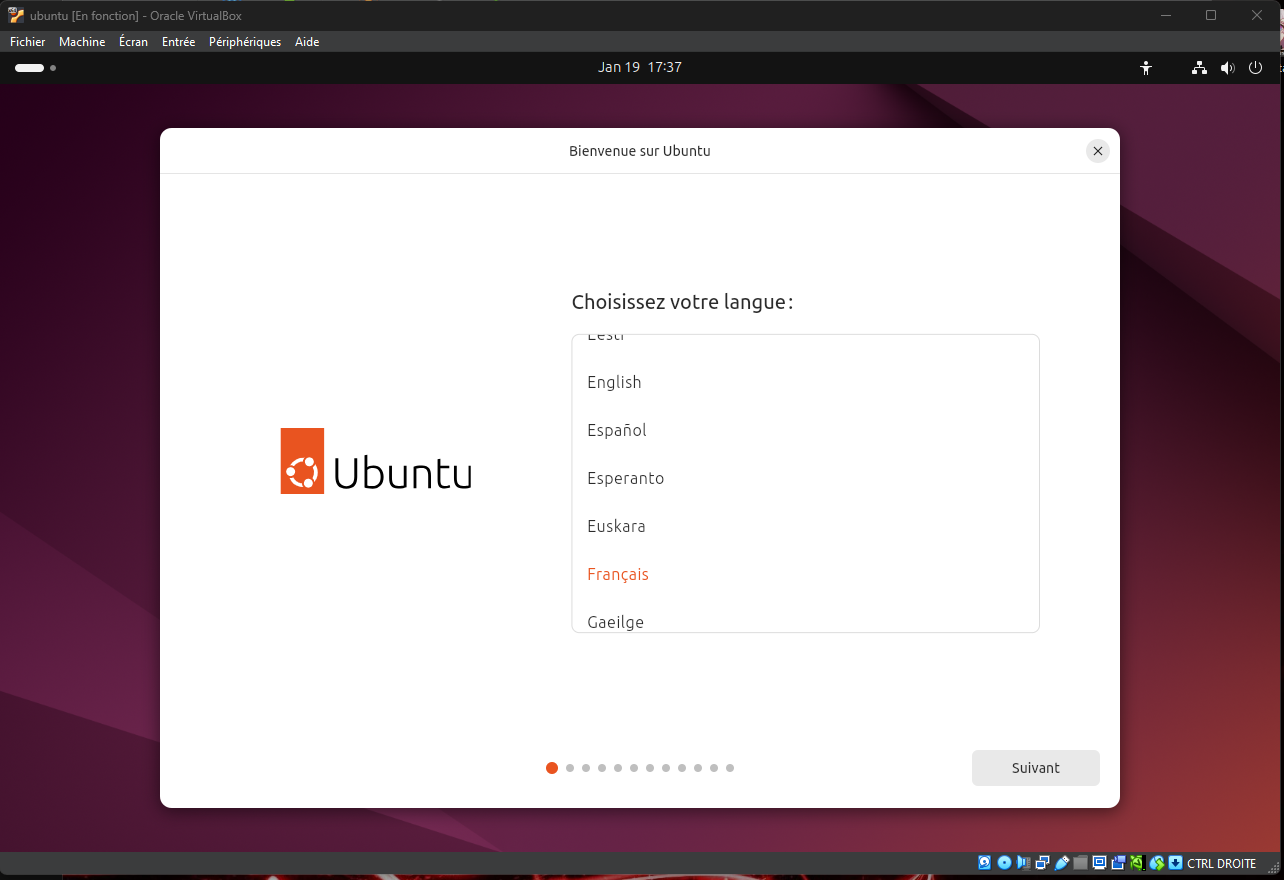 ubuntu [En fonction] - Oracle VirtualBox
Fichier Machine Écran Entrée Périphériques Aide
Jan 19 17:37
Bienvenue sur Ubuntu
Choisissez votre langue :
Eesti
English
Español
Esperanto
Euskara
Français
Gaeilge
Ubuntu
Suivant
CTRL DROITE